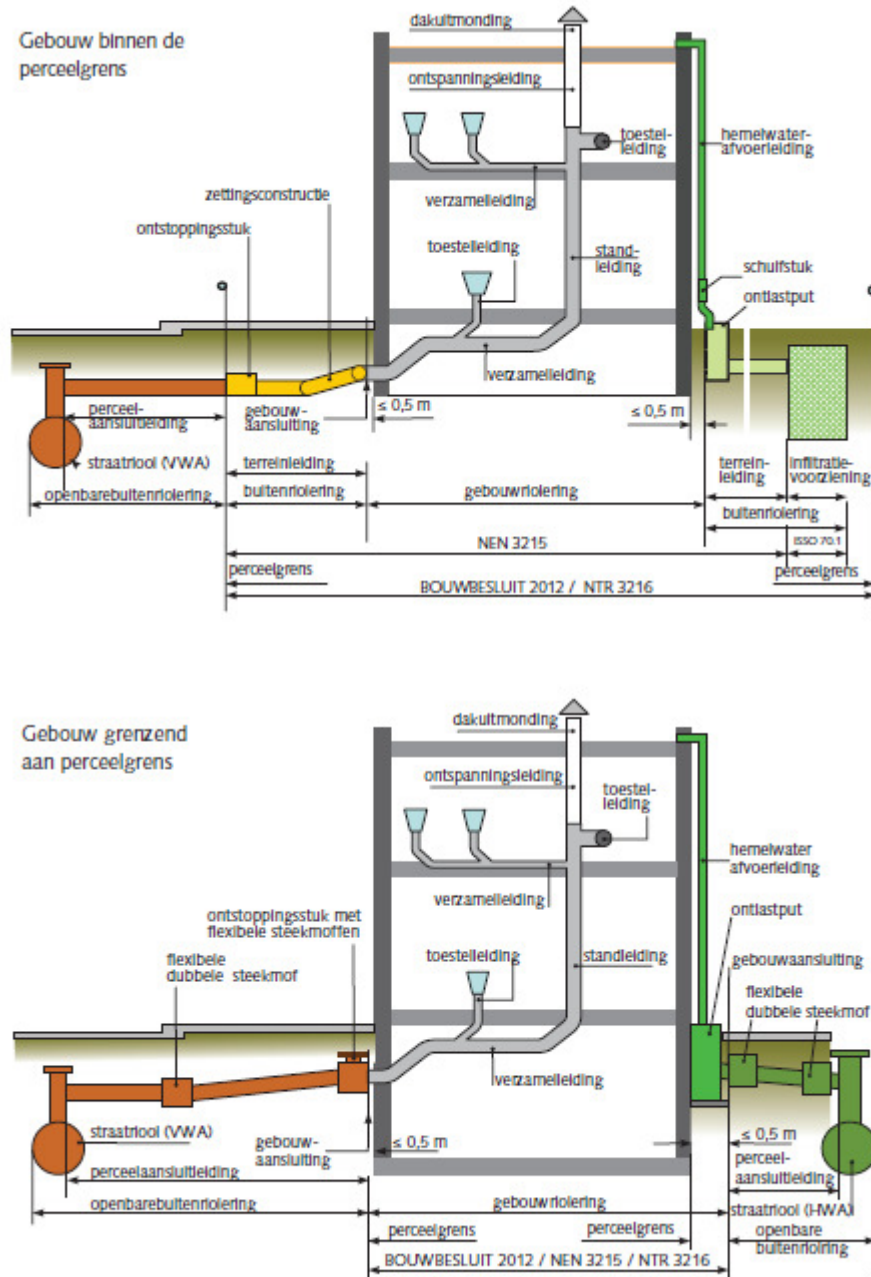 Gebouw binnen de
perceelgrens
dakuitmonding
ontspanningsleiding
toestel-
leiding
hemelwater-
afvoerleiding
zettingsconstructie
verzamelleiding
ontstoppingsstuk
toestelleiding
stand-
leiding
schuifstuk
ontlastput
verzamelleiding
perceel-
aansluitleiding
gebouw-
aansluiting
≤ 0,5 m
≤ 0,5 m
straatriool (VWA)
terreinleiding
terrein-
leiding
infiltratie-
voorziening
openbarebuitenriolering
buitenriolering
gebouwriolering
buitenriolering
NEN 3215
ISSO 70.1
perceelgrens
perceelgrens
BOUWBESLUIT 2012 / NTR 3216
Gebouw grenzend
aan perceelgrens
dakuitmonding
ontspanningsleiding
toestel-
leiding
hemelwater
afvoerleiding
verzamelleiding
ontlastput
ontstoppingsstuk met
flexibele steekmoffen
toestelleiding
standleiding
gebouwaansluiting
flexibele
dubbele steekmof
flexibele
dubbele steekmof
verzamelleiding
straatriool (VWA)
gebouw-
aansluiting
≤ 0,5 m
≤ 0,5 m
perceel-
aansluitleiding
perceelaansluitleiding
openbarebuitenriolering
gebouwriolering
straatriool (HWA)
openbare
buitenriolring
perceelgrens
perceelgrens
BOUWBESLUIT 2012 / NEN 3215 / NTR 3216